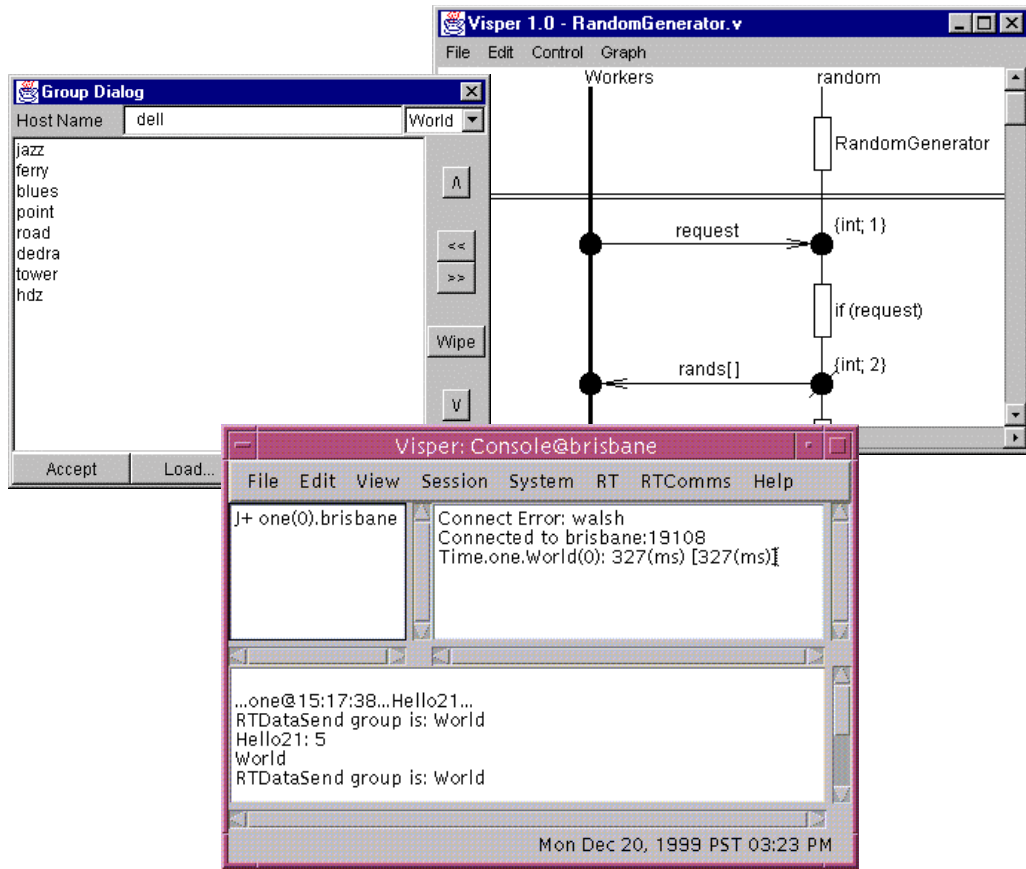 Visper 1.0 - RandomGenerator.v
File Edit Control Graph
Workers random
RandomGenerator
request {int; 1}
if (request)
rands[] {int; 2}
Group Dialog
Host Name dell World
jazz
ferry
blues
point
road
dedra
tower
hdz
Λ
<<
>>
Wipe
V
Accept Load...
Visper: Console@brisbane
File Edit View Session System RT RTComms Help
J+ one(0).brisbane
Connect Error: walsh
Connected to brisbane:19108
Time.one.World(0): 327(ms) [327(ms)]
...one@15:17:38...Hello21...
RTDataSend group is: World
Hello21: 5
World
RTDataSend group is: World
Mon Dec 20, 1999 PST 03:23 PM